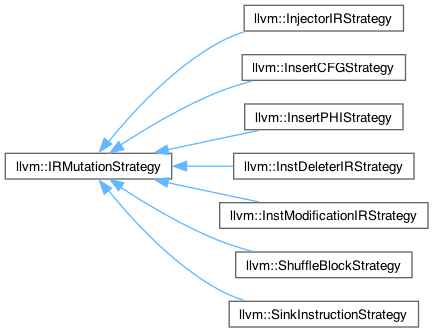 llvm::InjectorIRStrategy
llvm::InsertCFGStrategy
llvm::InsertPHIStrategy
llvm::IRMutationStrategy
llvm::InstDeleterIRStrategy
llvm::InstModificationIRStrategy
llvm::ShuffleBlockStrategy
llvm::SinkInstructionStrategy